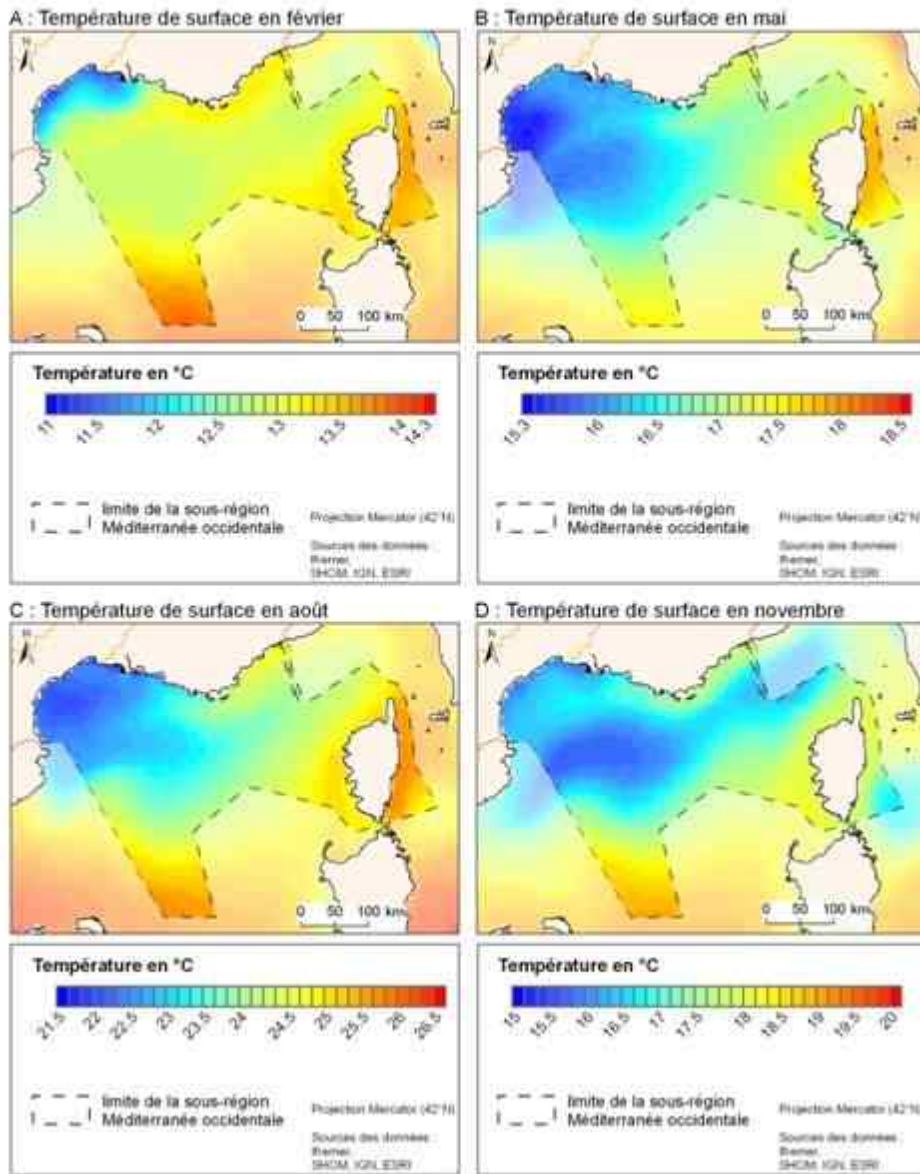 A : Température de surface en février
N
0 50 100 km
Température en °C
11 11.5 12 12.5 13 13.5 14 14.3
limite de la sous-région
Méditerranée occidentale
Projection Mercator (42°N)
Sources des données :
Ifremer,
SHOM, IGN, ESRI
B : Température de surface en mai
N
0 50 100 km
Température en °C
15.3 16 16.5 17 17.5 18 18.5
limite de la sous-région
Méditerranée occidentale
Projection Mercator (42°N)
Sources des données :
Ifremer,
SHOM, IGN, ESRI
C : Température de surface en août
N
0 50 100 km
Température en °C
21.5 22 22.5 23 23.5 24 24.5 25 25.5 26 26.5
limite de la sous-région
Méditerranée occidentale
Projection Mercator (42°N)
Sources des données :
Ifremer,
SHOM, IGN, ESRI
D : Température de surface en novembre
N
0 50 100 km
Température en °C
15 15.5 16 16.5 17 17.5 18 18.5 19 19.5 20
limite de la sous-région
Méditerranée occidentale
Projection Mercator (42°N)
Sources des données :
Ifremer,
SHOM, IGN, ESRI